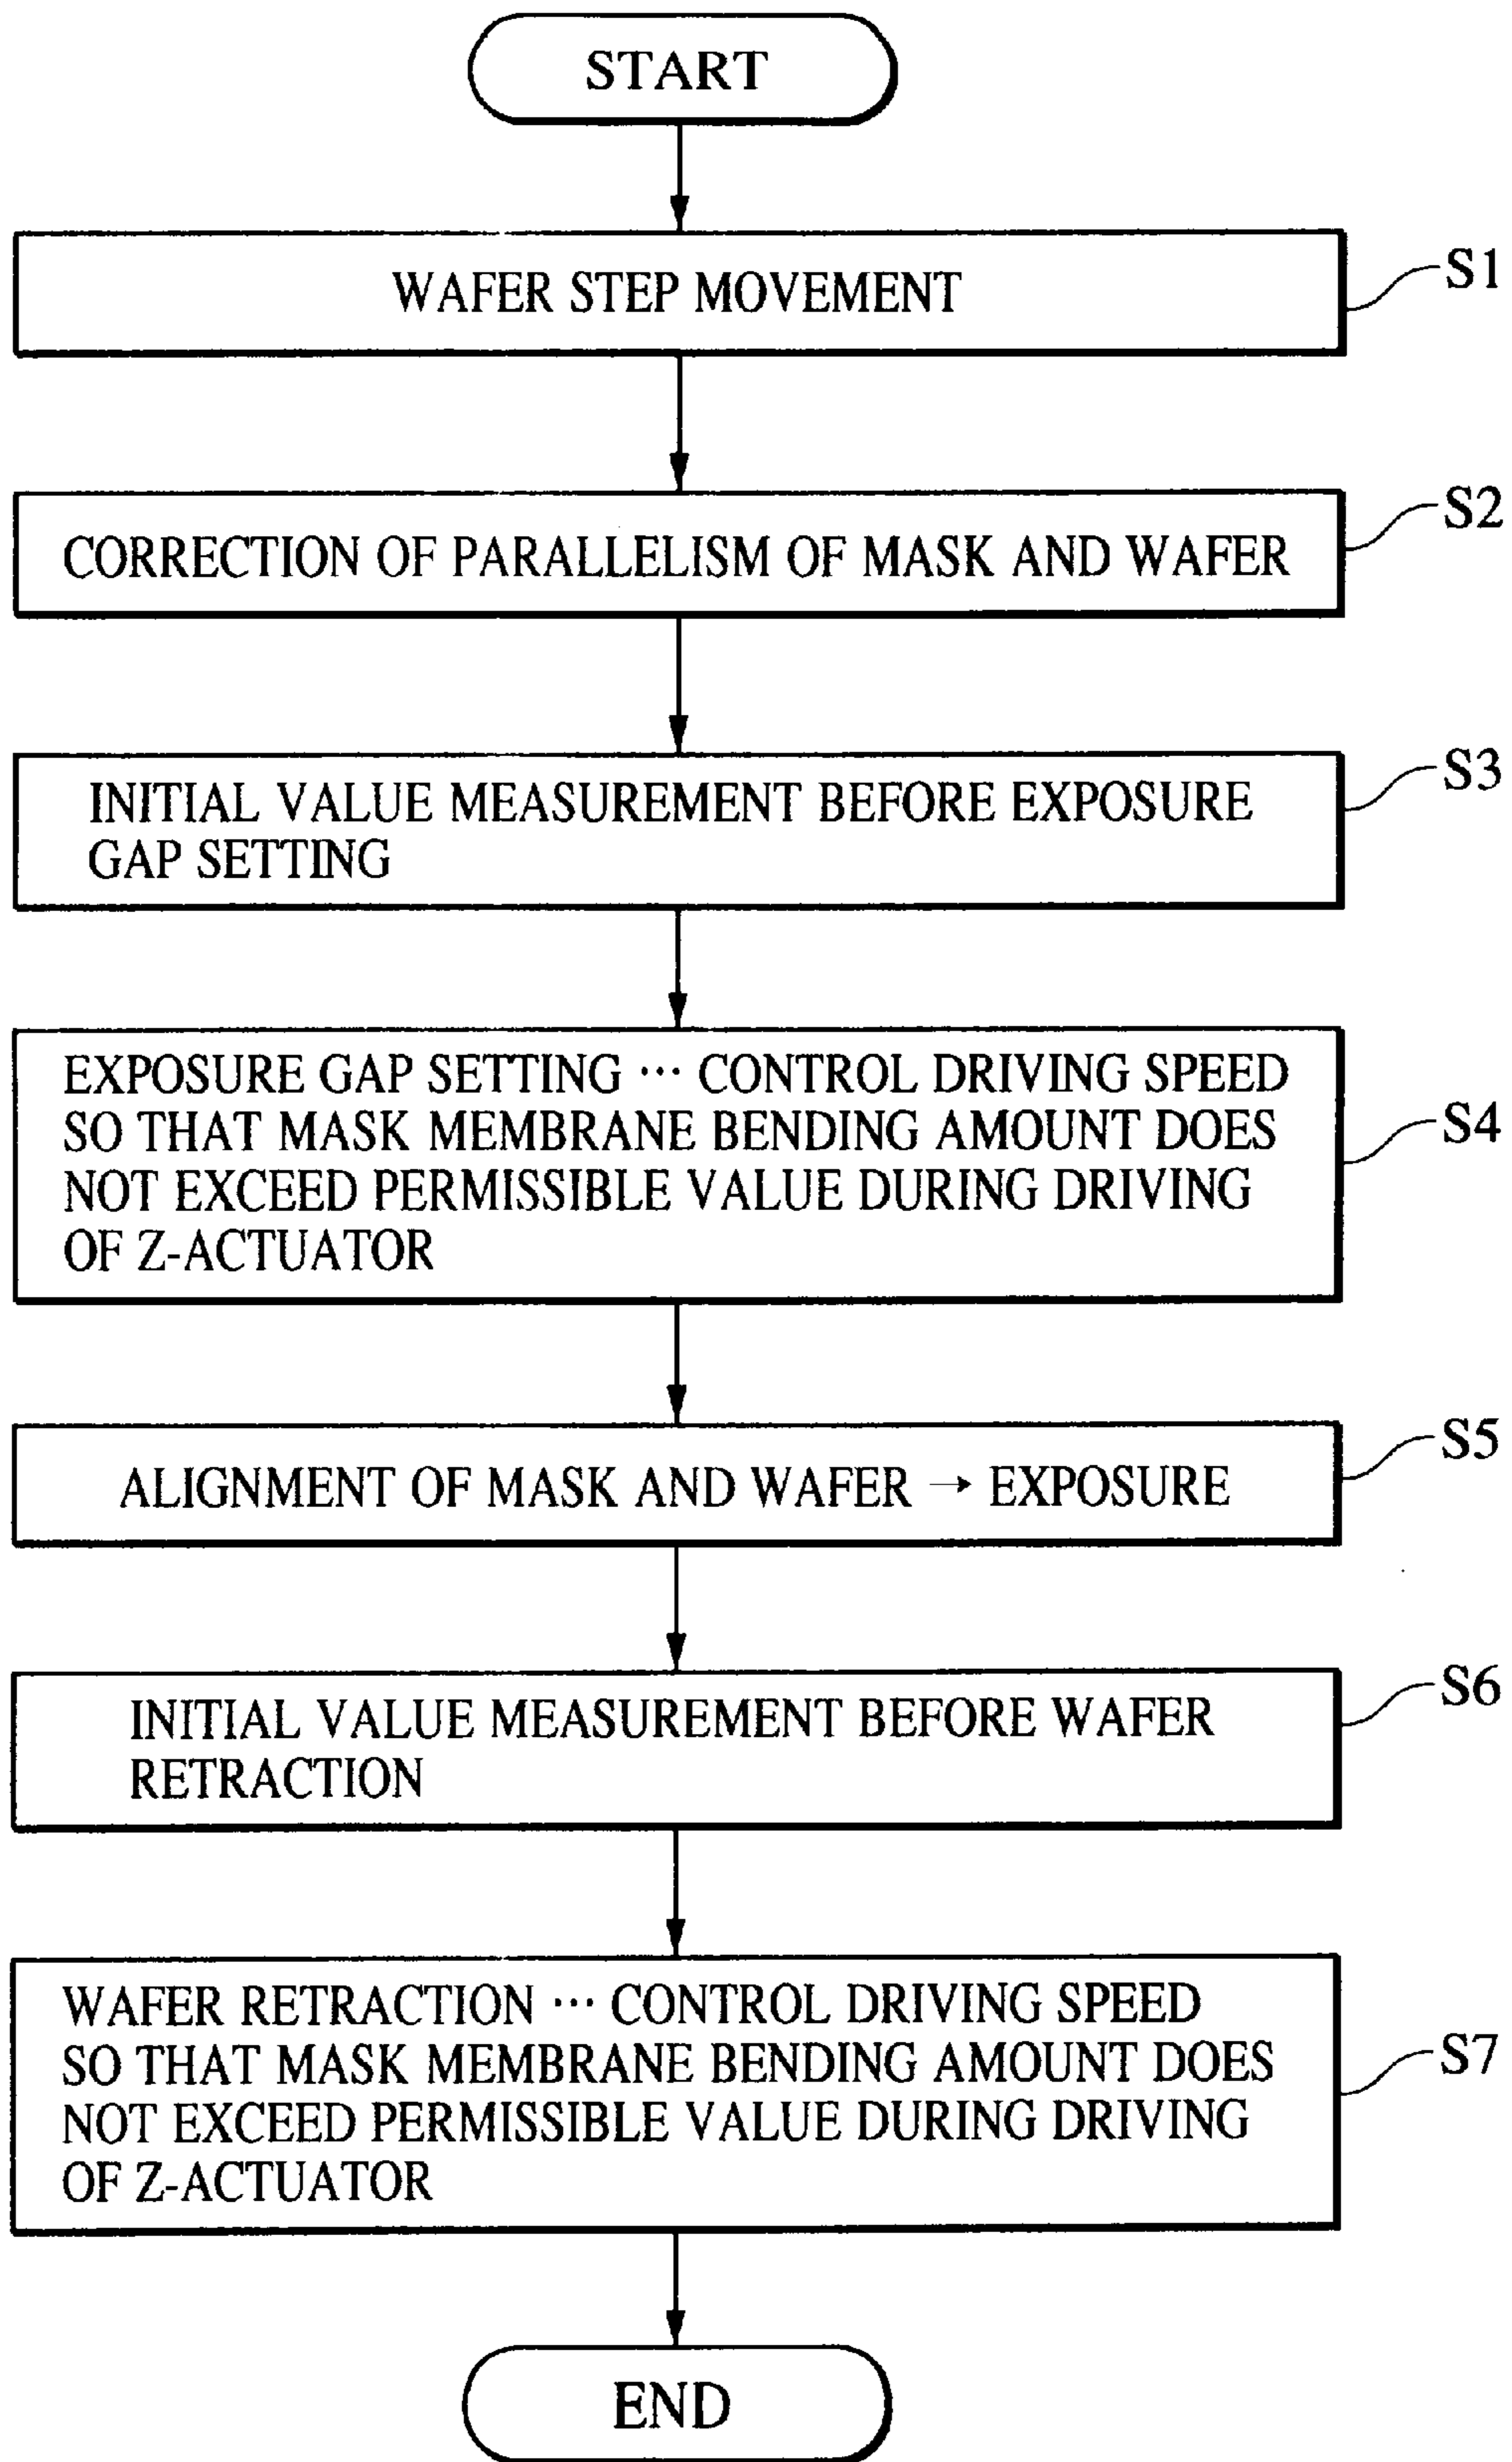 START
WAFER STEP MOVEMENT
S1
CORRECTION OF PARALLELISM OF MASK AND WAFER
S2
INITIAL VALUE MEASUREMENT BEFORE EXPOSURE
GAP SETTING
S3
EXPOSURE GAP SETTING ··· CONTROL DRIVING SPEED
SO THAT MASK MEMBRANE BENDING AMOUNT DOES
NOT EXCEED PERMISSIBLE VALUE DURING DRIVING
OF Z-ACTUATOR
S4
ALIGNMENT OF MASK AND WAFER → EXPOSURE
S5
INITIAL VALUE MEASUREMENT BEFORE WAFER
RETRACTION
S6
WAFER RETRACTION ··· CONTROL DRIVING SPEED
SO THAT MASK MEMBRANE BENDING AMOUNT DOES
NOT EXCEED PERMISSIBLE VALUE DURING DRIVING
OF Z-ACTUATOR
S7
END